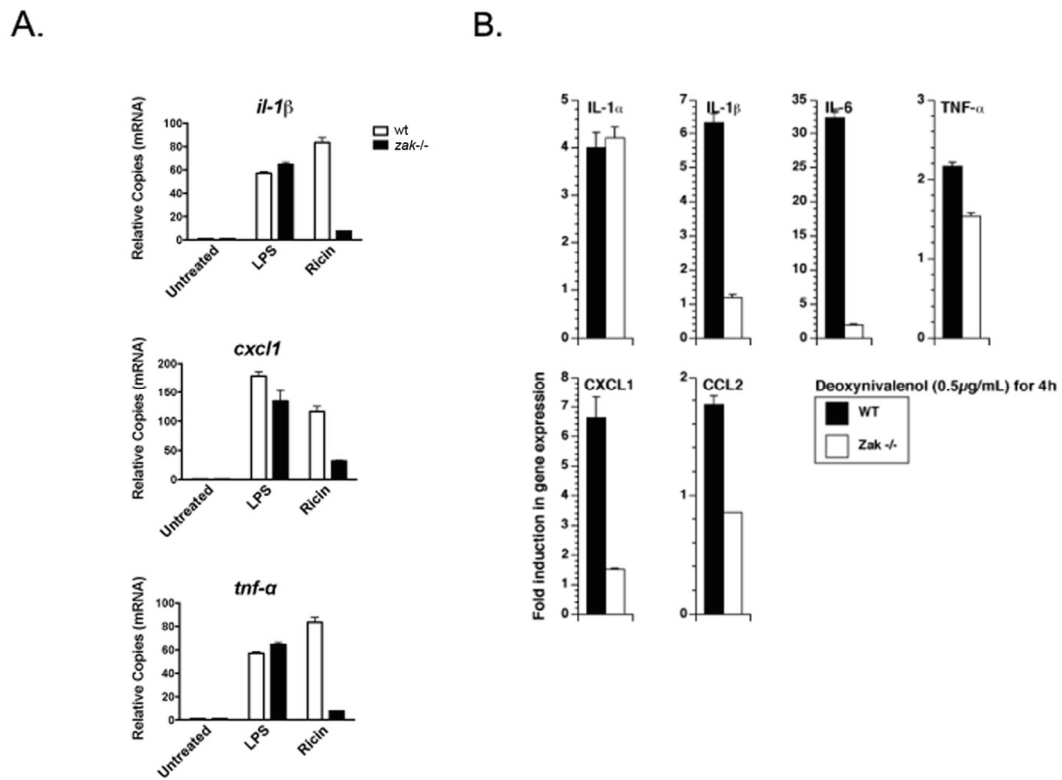 A.
il-1β
wt
zak-/-
Relative Copies (mRNA)
100
80
60
40
20
0
Untreated
LPS
Ricin
cxcl1
Relative Copies (mRNA)
200
150
100
50
0
Untreated
LPS
Ricin
tnf-α
Relative Copies (mRNA)
100
80
60
40
20
0
Untreated
LPS
Ricin
B.
IL-1α
5
4
3
2
1
0
IL-1β
7
6
5
4
3
2
1
0
IL-6
35
30
25
20
15
10
5
0
TNF-α
3
2
1
0
Fold induction in gene expression
CXCL1
8
7
6
5
4
3
2
1
0
CCL2
2
1
0
Deoxynivalenol (0.5µg/mL) for 4h
WT
Zak -/-